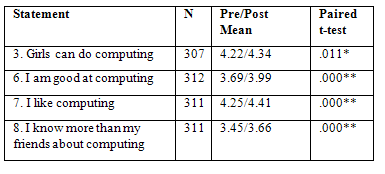 Statement N Pre/Post Paired
Mean t-test
3. Girls can do computing 307 4.22/4.34 .011*
6. I am good at computing 312 3.69/3.99 .000**
7. I like computing 311 4.25/4.41 .000**
8. I know more than my 311 3.45/3.66 .000**
friends about computing